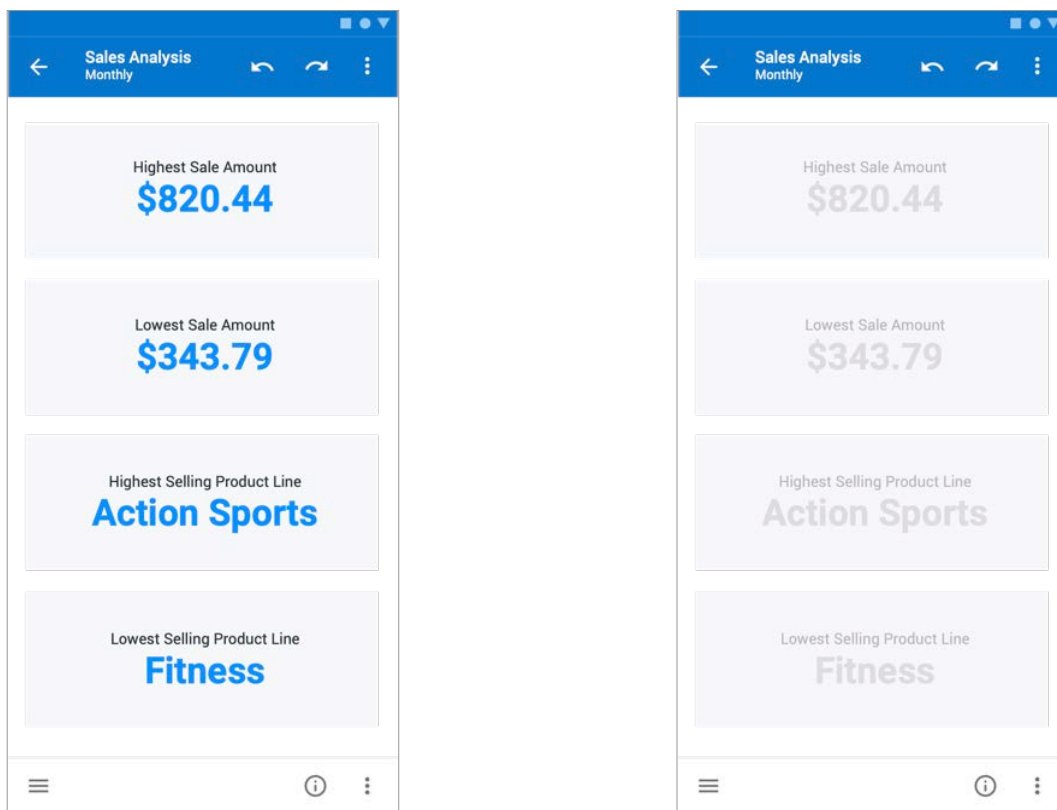 Sales Analysis
Monthly
Highest Sale Amount
$820.44
Lowest Sale Amount
$343.79
Highest Selling Product Line
Action Sports
Lowest Selling Product Line
Fitness
Sales Analysis
Monthly
Highest Sale Amount
$820.44
Lowest Sale Amount
$343.79
Highest Selling Product Line
Action Sports
Lowest Selling Product Line
Fitness